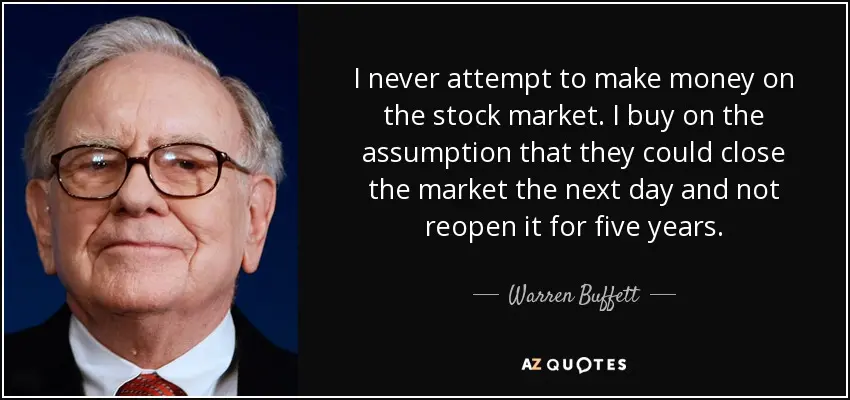 I never attempt to make money on
the stock market. I buy on the
assumption that they could close
the market the next day and not
reopen it for five years.
Warren Buffett
AZ QUOTES